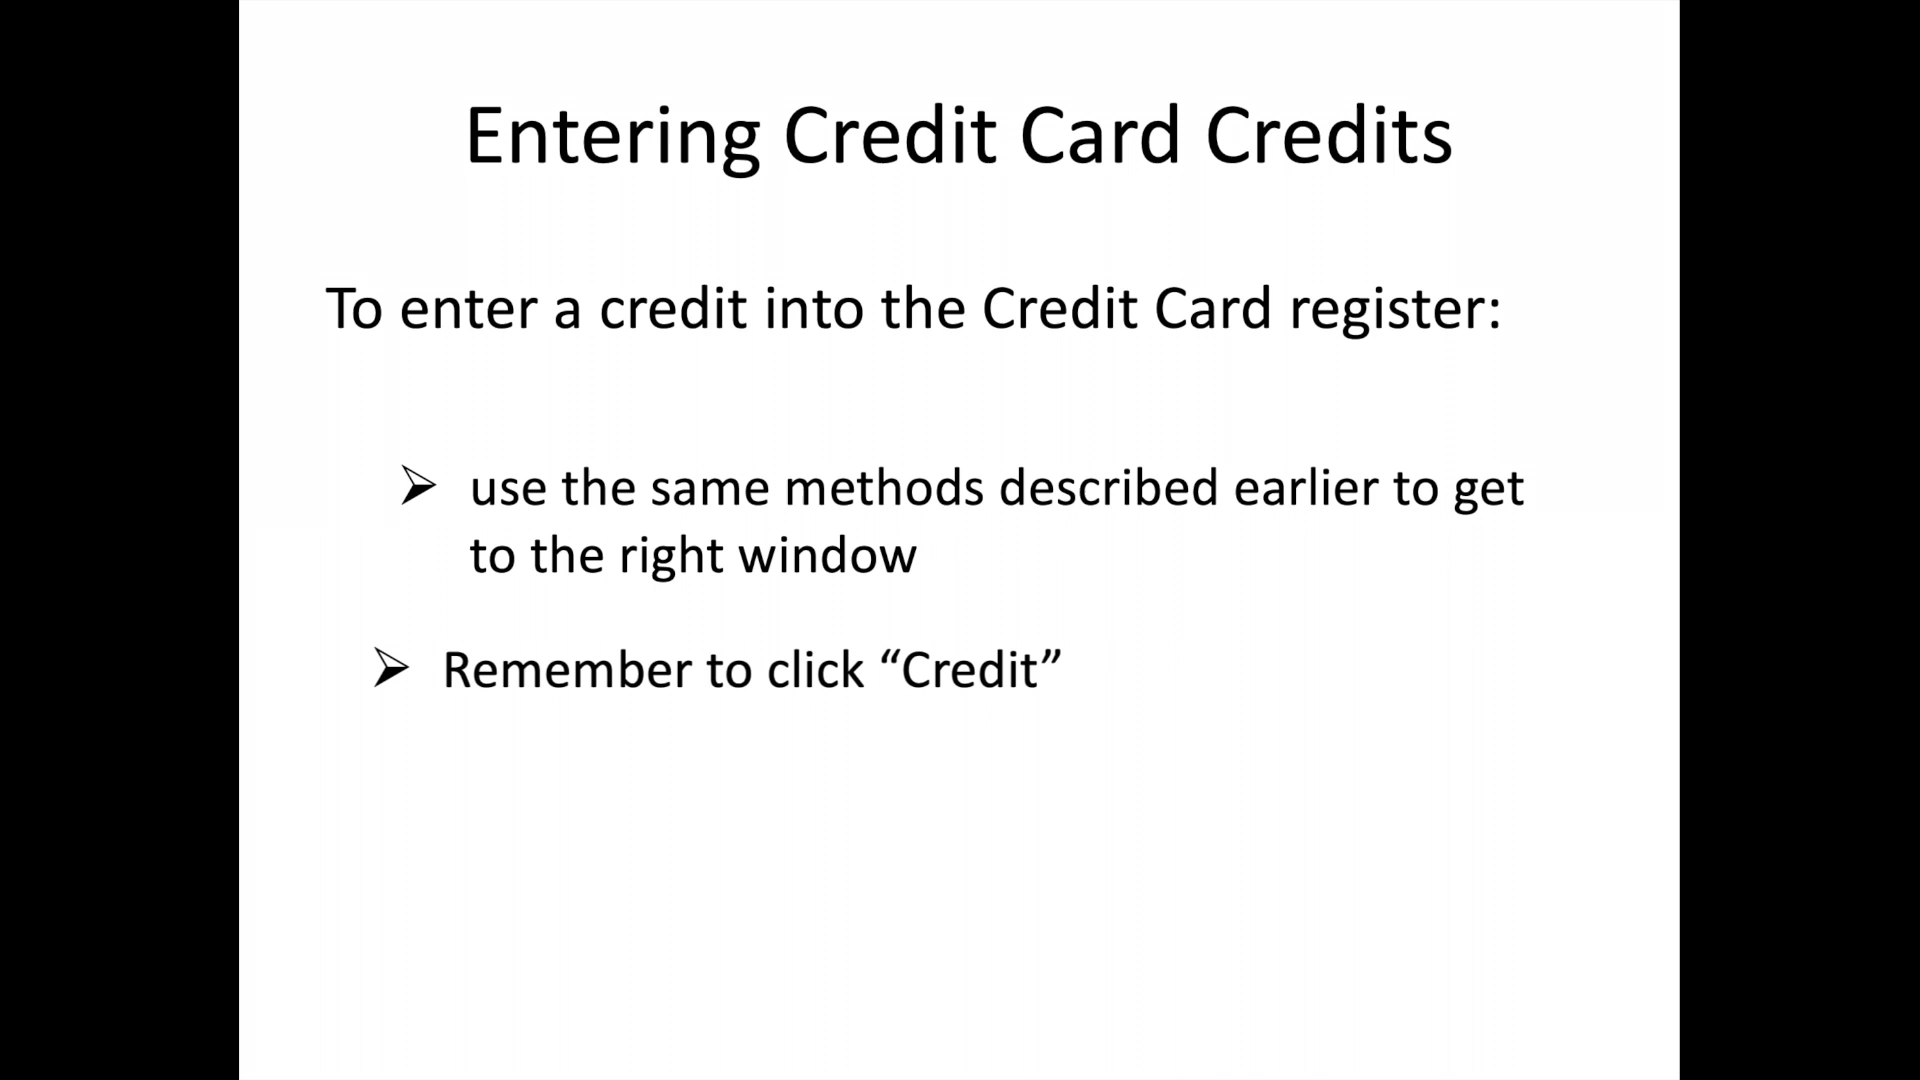 Entering Credit Card Credits
To enter a credit into the Credit Card register:
➢ use the same methods described earlier to get
to the right window
➢ Remember to click “Credit”